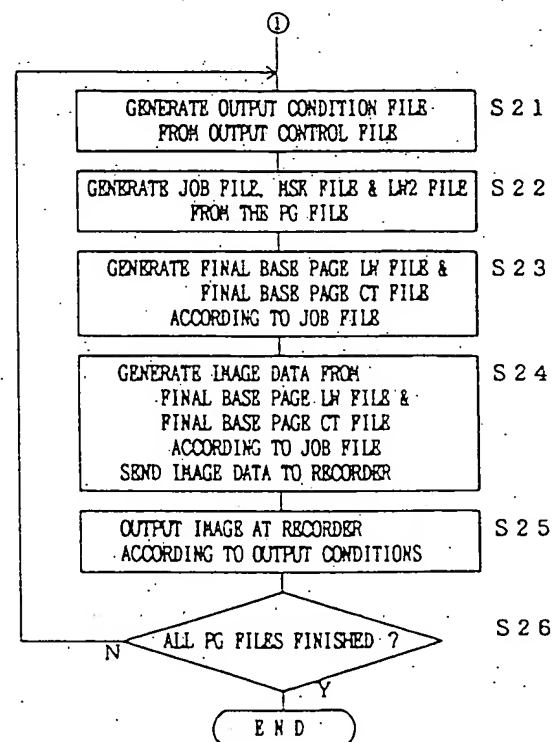 ①
GENERATE OUTPUT CONDITION FILE S21
FROM OUTPUT CONTROL FILE
GENERATE JOB FILE, MSK FILE & LW2 FILE S22
FROM THE PG FILE
GENERATE FINAL BASE PAGE LW FILE & S23
FINAL BASE PAGE CT FILE
ACCORDING TO JOB FILE
GENERATE IMAGE DATA FROM S24
FINAL BASE PAGE LW FILE &
FINAL BASE PAGE CT FILE
ACCORDING TO JOB FILE
SEND IMAGE DATA TO RECORDER
OUTPUT IMAGE AT RECORDER S25
ACCORDING TO OUTPUT CONDITIONS
ALL PG FILES FINISHED ? S26
N
Y
END